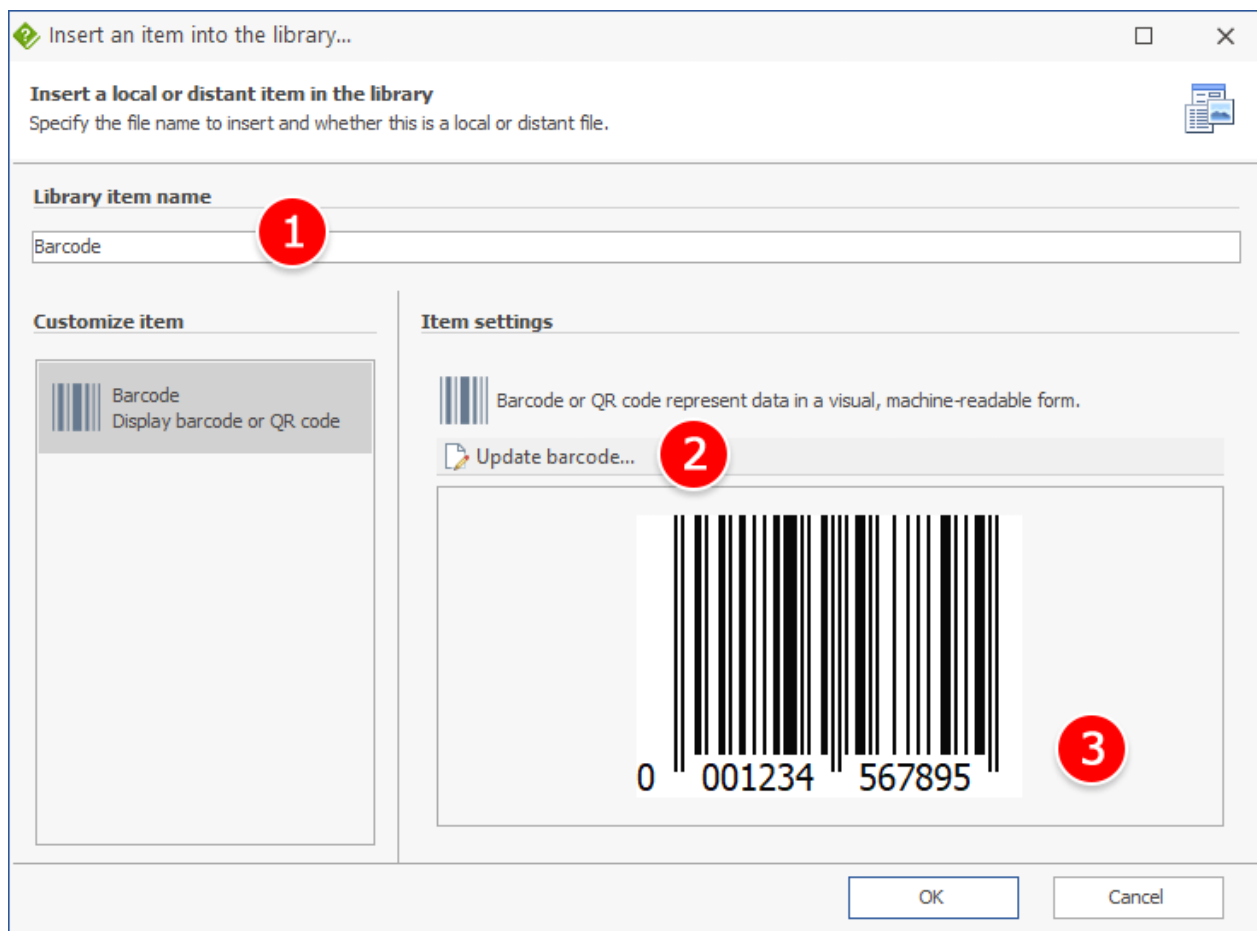 Insert an item into the library...
Insert a local or distant item in the library
Specify the file name to insert and whether this is a local or distant file.
Library item name
1
Barcode
Customize item
Item settings
Barcode
Display barcode or QR code
Barcode or QR code represent data in a visual, machine-readable form.
Update barcode...
2
3
0 001234 567895
OK
Cancel